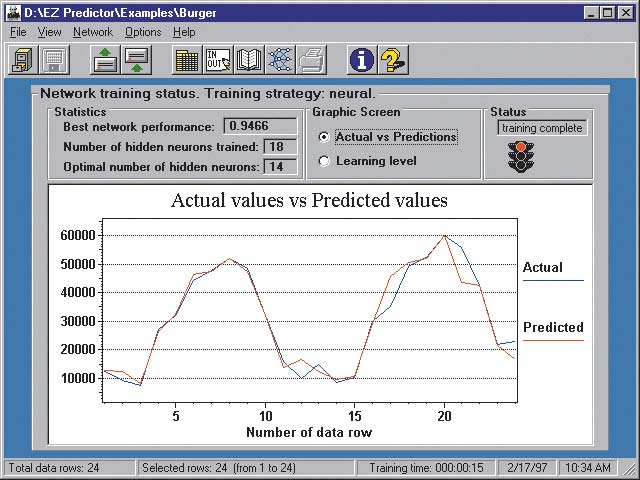 D:\EZ Predictor\Examples\Burger
File View Network Options Help
IN OUT
Network training status. Training strategy: neural.
Statistics
Best network performance: 0.9466
Number of hidden neurons trained: 18
Optimal number of hidden neurons: 14
Graphic Screen
Actual vs Predictions
Learning level
Status
training complete
Actual values vs Predicted values
60000
50000
40000
30000
20000
10000
5 10 15 20
Number of data row
Actual
Predicted
Total data rows: 24 Selected rows: 24 (from 1 to 24) Training time: 000:00:15 2/17/97 10:34 AM